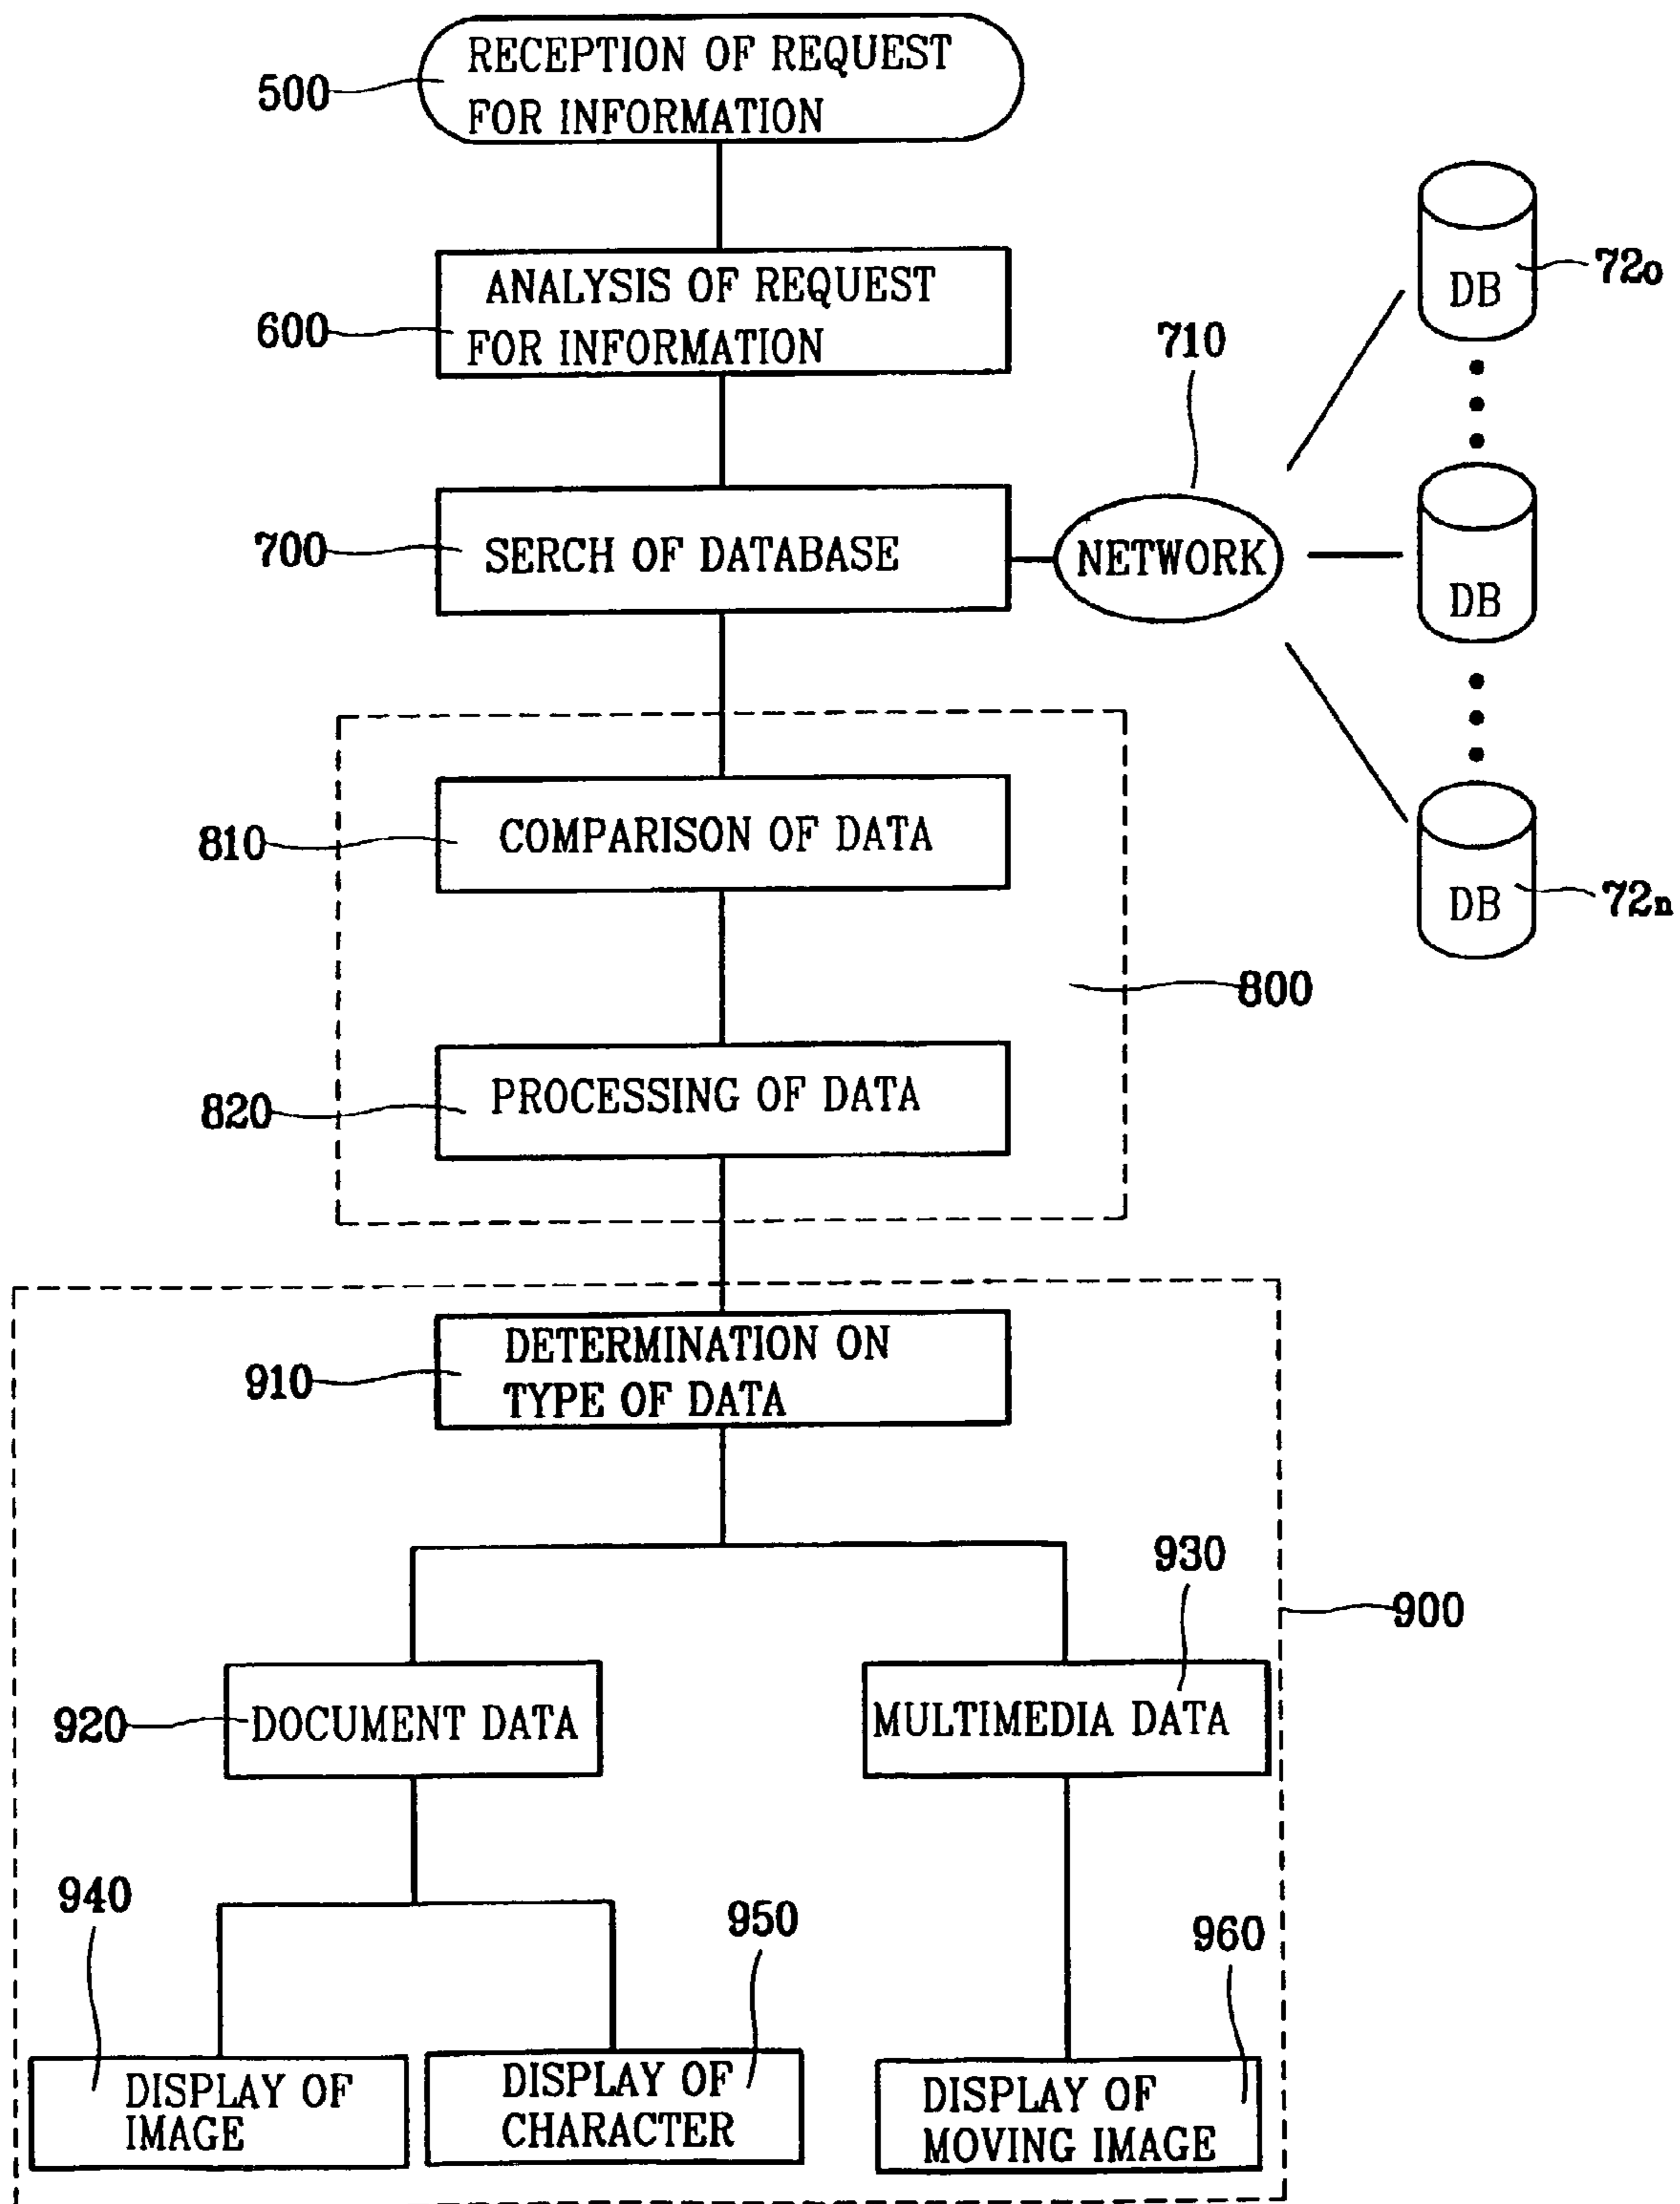 RECEPTION OF REQUEST
FOR INFORMATION
500
ANALYSIS OF REQUEST
FOR INFORMATION
600
DB
72o
710
SERCH OF DATABASE
700
NETWORK
DB
COMPARISON OF DATA
810
DB
72n
800
PROCESSING OF DATA
820
DETERMINATION ON
TYPE OF DATA
910
930
900
DOCUMENT DATA
920
MULTIMEDIA DATA
940
950
960
DISPLAY OF
IMAGE
DISPLAY OF
CHARACTER
DISPLAY OF
MOVING IMAGE